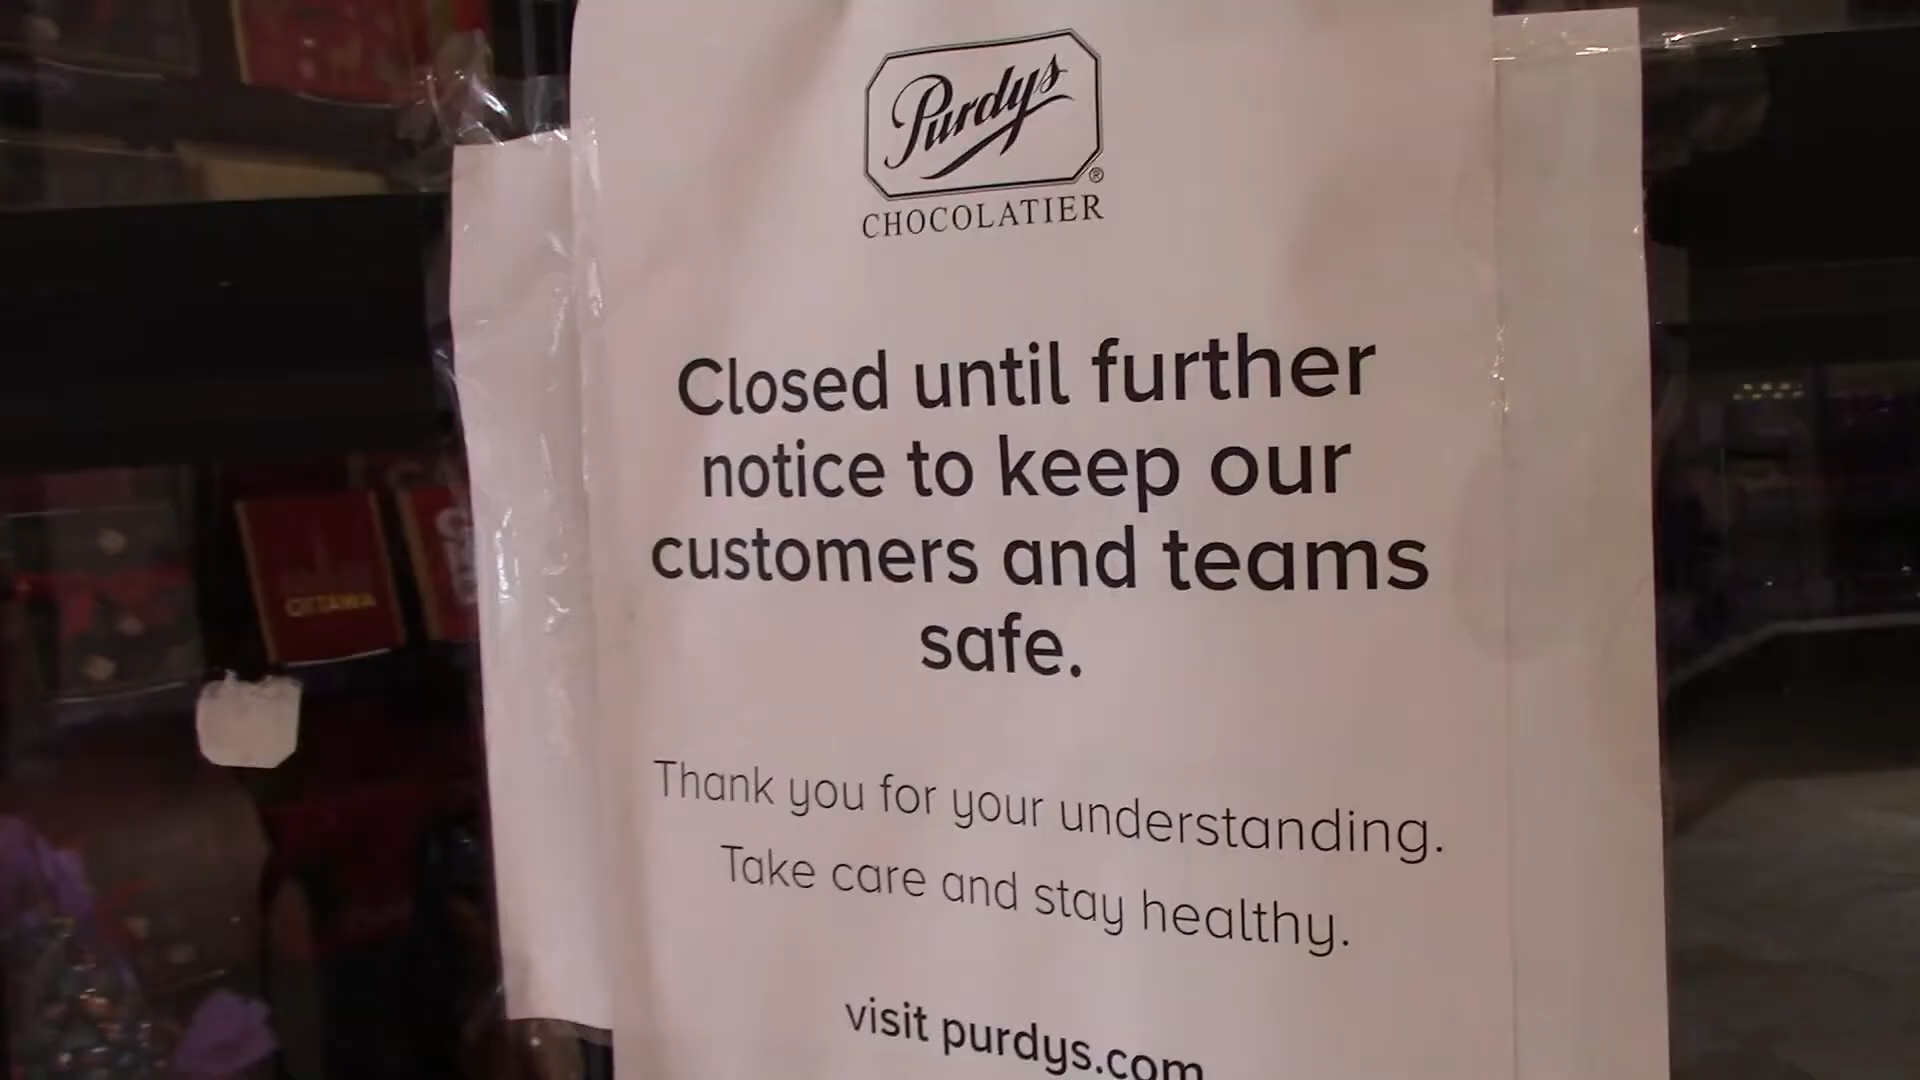 Purdys
®
CHOCOLATIER
Closed until further
notice to keep our
customers and teams
safe.
Thank you for your understanding.
Take care and stay healthy.
visit purdys.com
OTTAWA